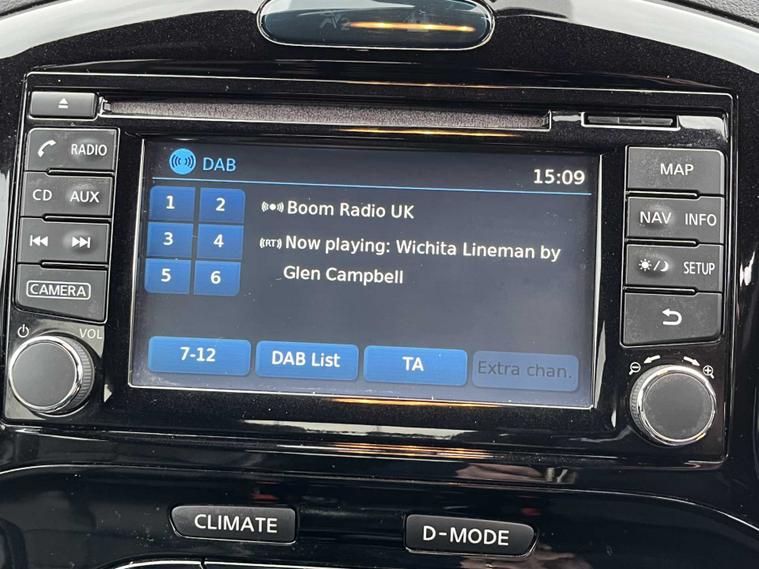 DAB
15:09
1
2
Boom Radio UK
3
4
(RT) Now playing: Wichita Lineman by
Glen Campbell
5
6
7-12
DAB List
TA
Extra chan.
RADIO
CD AUX
CAMERA
VOL
MAP
NAV INFO
SETUP
CLIMATE
D-MODE